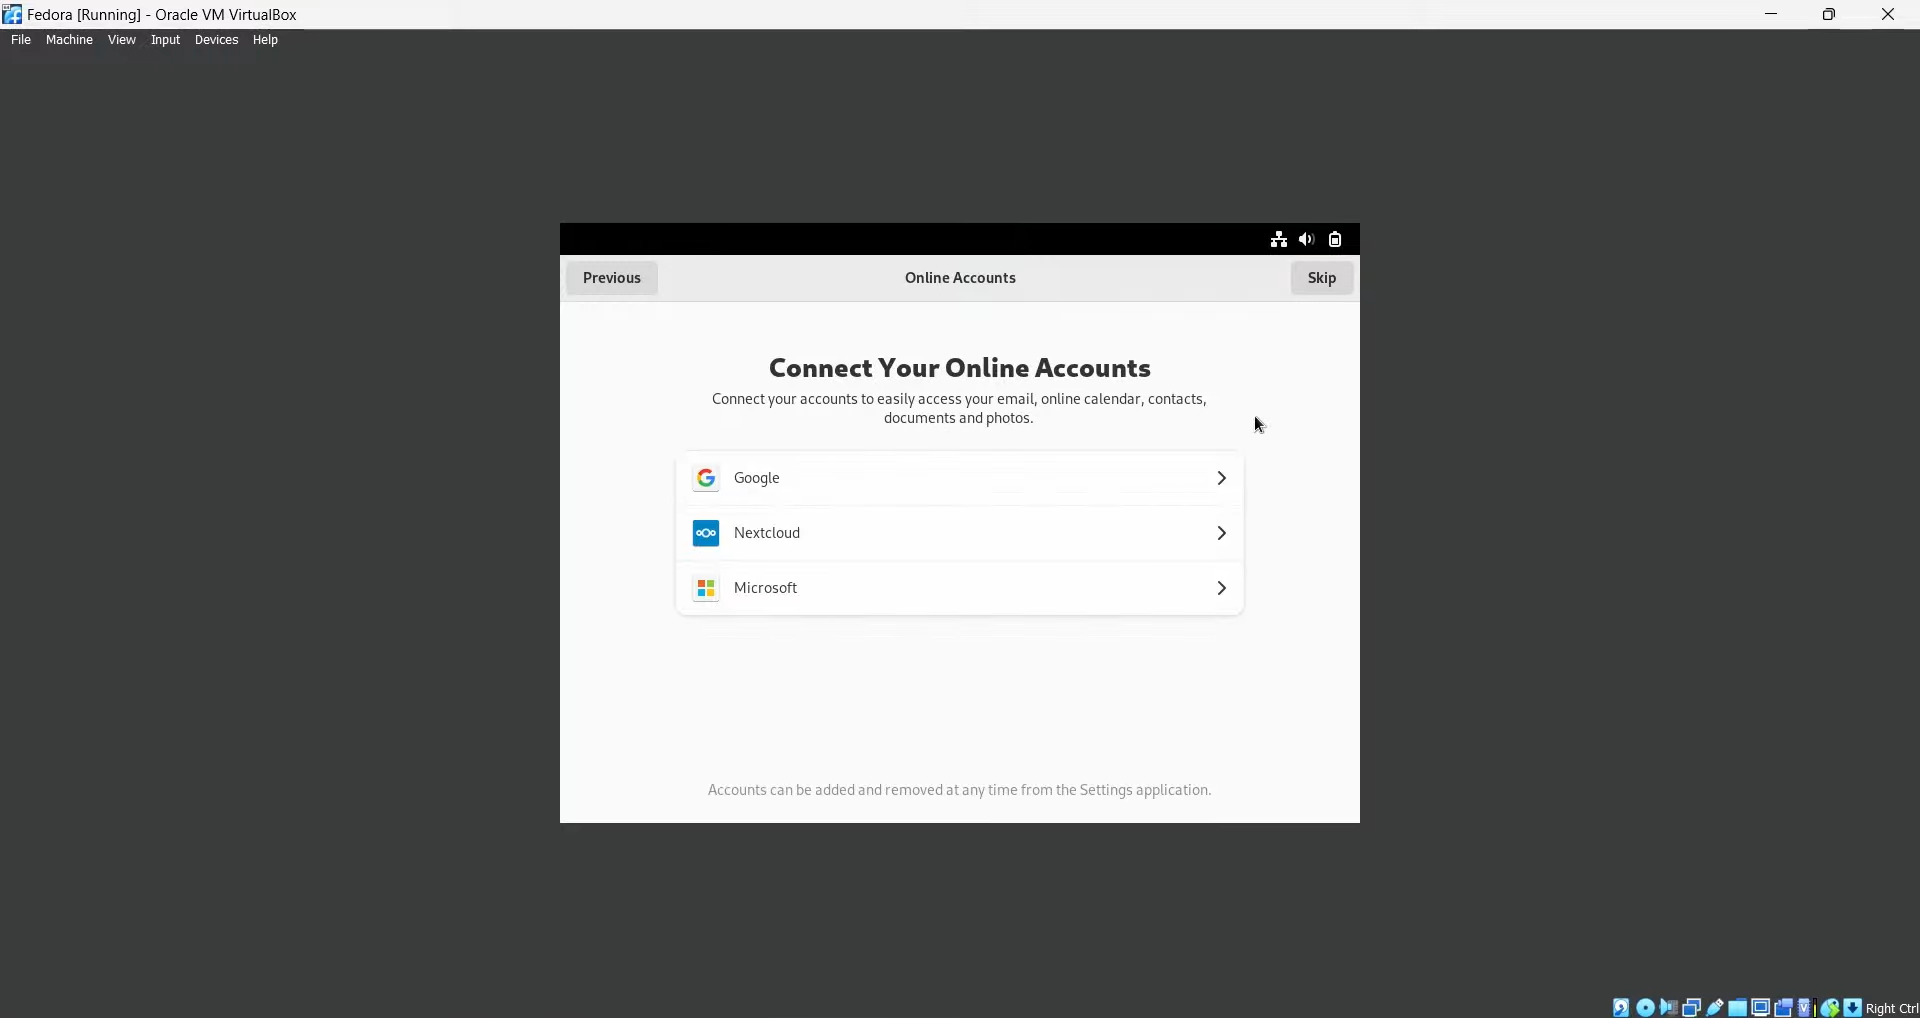 Fedora [Running] - Oracle VM VirtualBox
File Machine View Input Devices Help
Previous Online Accounts Skip
Connect Your Online Accounts
Connect your accounts to easily access your email, online calendar, contacts,
documents and photos.
Google
Nextcloud
Microsoft
Accounts can be added and removed at any time from the Settings application.
Right Ctrl